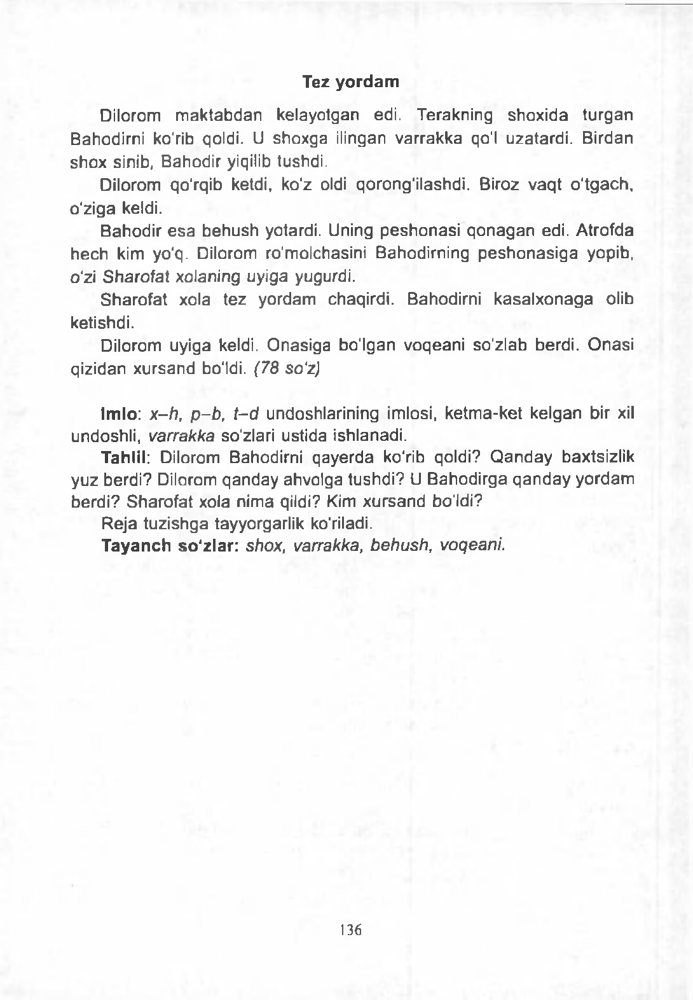 Tez yordam
Dilorom maktabdan kelayotgan edi. Terakning shoxida turgan
Bahodirni ko'rib qoldi. U shoxga ilingan varrakka qo'l uzatardi. Birdan
shox sinib, Bahodir yiqilib tushdi.
Dilorom qo'rqib ketdi, ko'z oldi qorong'ilashdi. Biroz vaqt o'tgach,
o'ziga keldi.
Bahodir esa behush yotardi. Uning peshonasi qonagan edi. Atrofda
hech kim yo'q. Dilorom ro'molchasini Bahodirning peshonasiga yopib,
o'zi Sharofat xolaning uyiga yugurdi.
Sharofat xola tez yordam chaqirdi. Bahodirni kasalxonaga olib
ketishdi.
Dilorom uyiga keldi. Onasiga bo'lgan voqeani so'zlab berdi. Onasi
qizidan xursand bo'ldi. (78 so'z)
Imlo: x–h, p–b, t–d undoshlarining imlosi, ketma-ket kelgan bir xil
undoshli, varrakka so'zlari ustida ishlanadi.
Tahlil: Dilorom Bahodirni qayerda ko'rib qoldi? Qanday baxtsizlik
yuz berdi? Dilorom qanday ahvolga tushdi? U Bahodirga qanday yordam
berdi? Sharofat xola nima qildi? Kim xursand bo'ldi?
Reja tuzishga tayyorgarlik ko'riladi.
Tayanch so'zlar: shox, varrakka, behush, voqeani.
136